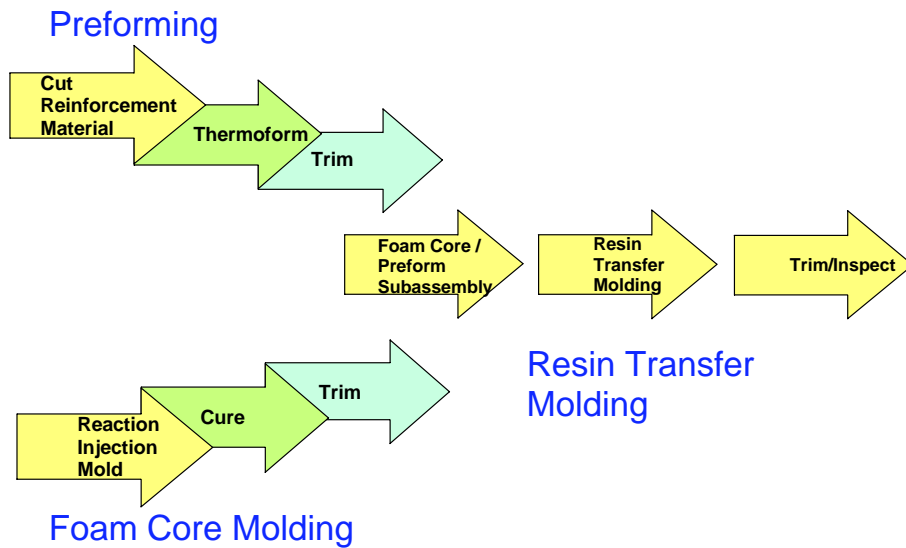 Preforming
Cut
Reinforcement
Material
Thermoform
Trim
Foam Core /
Preform
Subassembly
Resin
Transfer
Molding
Trim/Inspect
Resin Transfer
Molding
Reaction
Injection
Mold
Cure
Trim
Foam Core Molding